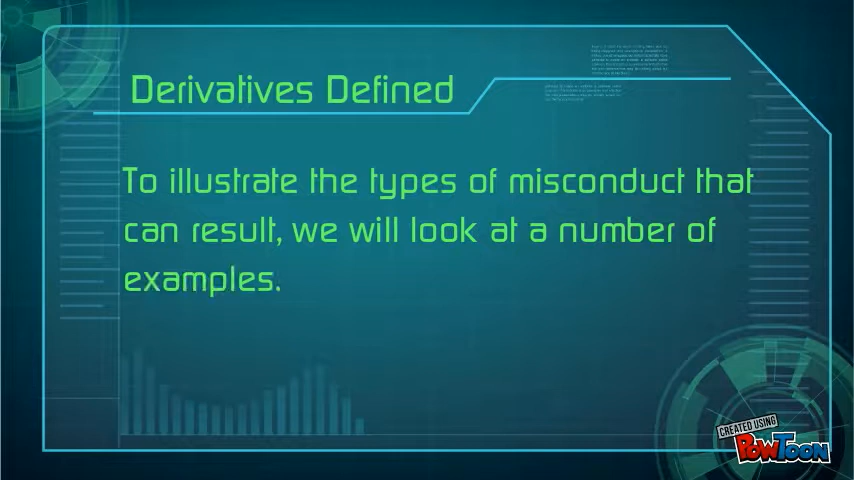 Derivatives Defined
To illustrate the types of misconduct that
can result, we will look at a number of
examples.
CREATED USING
POWTOON